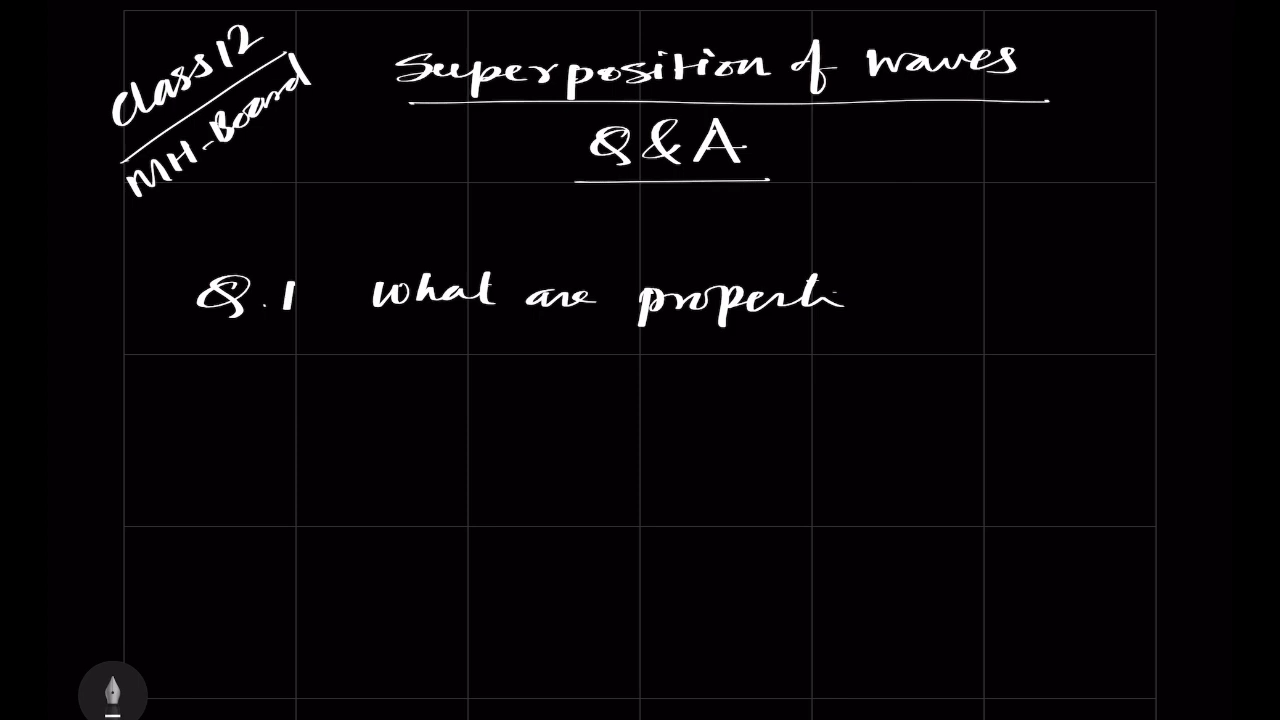 Class 12
MH-Board
Superposition of waves
Q & A
Q.1 What are properti